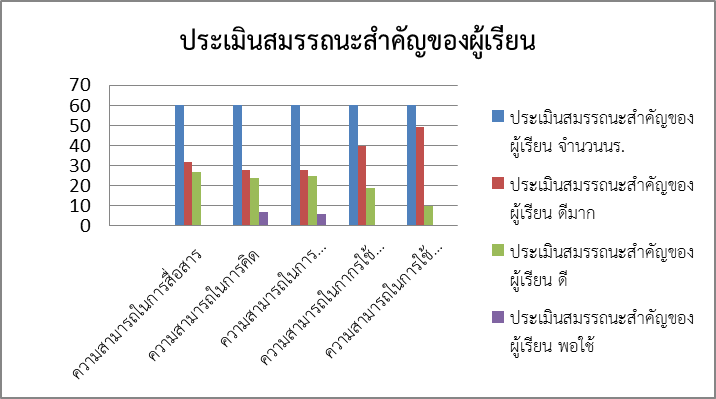 ประเมินสมรรถนะสำคัญของผู้เรียน
70
60
50
40
30
20
10
0
ความสามารถในการสื่อสาร
ความสามารถในการคิด
ความสามารถในการ...
ความสามารถในกากรใช้...
ความสามารถในการใช้...
ประเมินสมรรถนะสำคัญของ
ผู้เรียน จำนวนนร.
ประเมินสมรรถนะสำคัญของ
ผู้เรียน ดีมาก
ประเมินสมรรถนะสำคัญของ
ผู้เรียน ดี
ประเมินสมรรถนะสำคัญของ
ผู้เรียน พอใช้